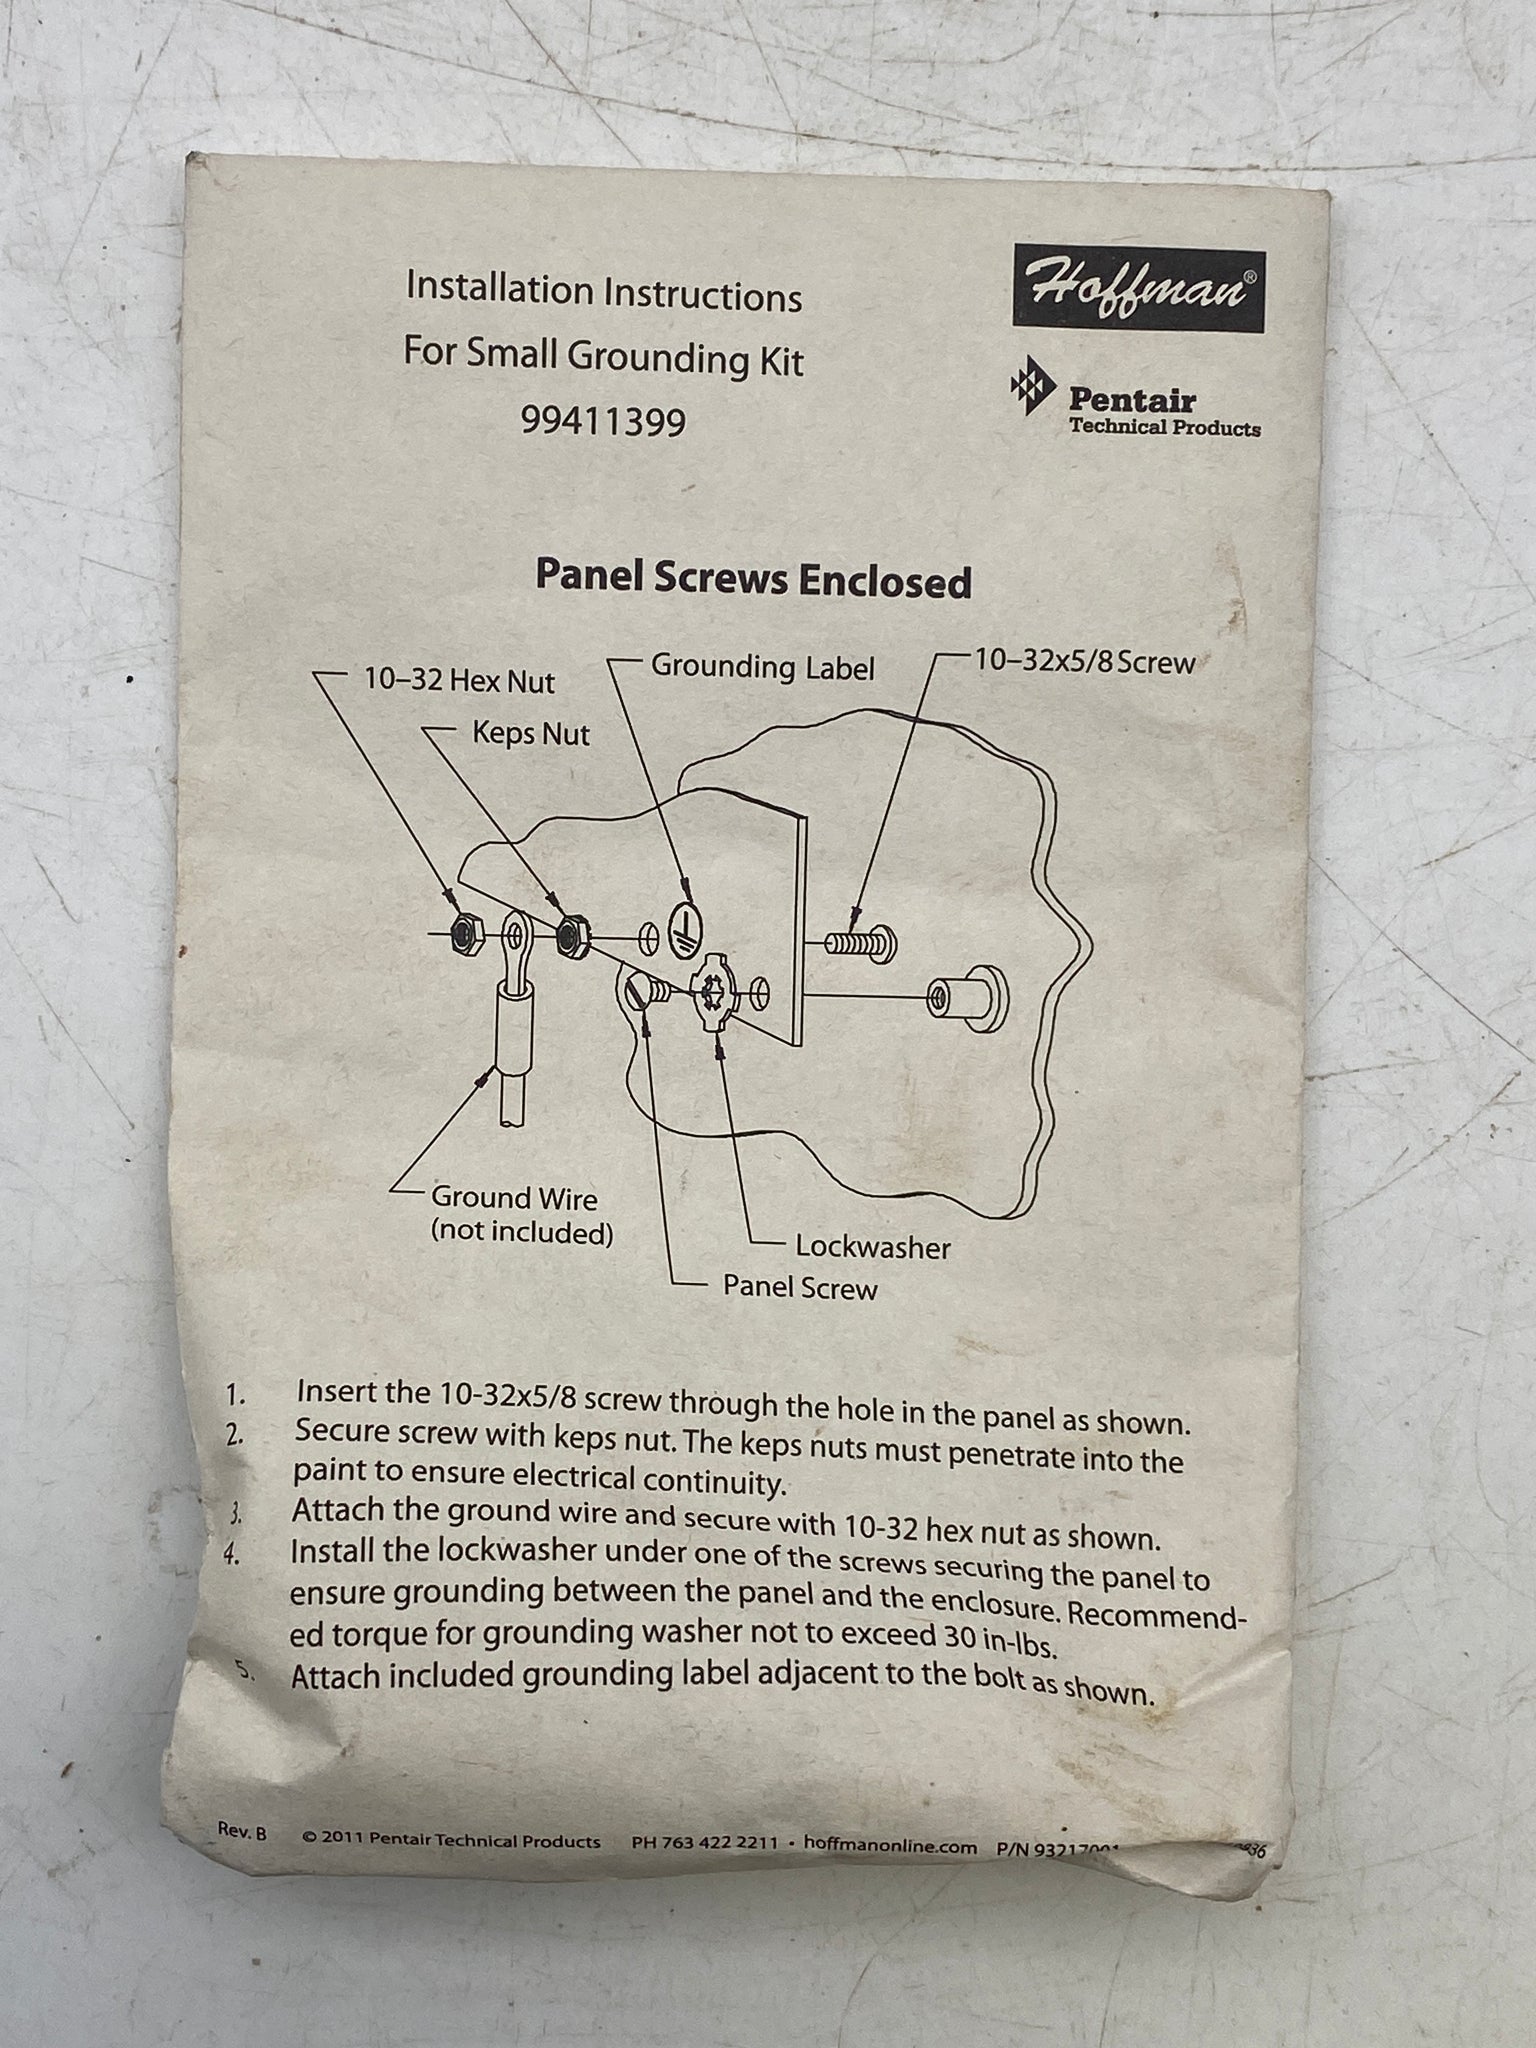 Installation Instructions
For Small Grounding Kit
99411399
Hoffman®
Pentair
Technical Products
Panel Screws Enclosed
10–32 Hex Nut
Keps Nut
Grounding Label
10–32x5/8 Screw
Ground Wire
(not included)
Lockwasher
Panel Screw
1. Insert the 10-32x5/8 screw through the hole in the panel as shown.
2. Secure screw with keps nut. The keps nuts must penetrate into the
paint to ensure electrical continuity.
3. Attach the ground wire and secure with 10-32 hex nut as shown.
4. Install the lockwasher under one of the screws securing the panel to
ensure grounding between the panel and the enclosure. Recommend-
ed torque for grounding washer not to exceed 30 in-lbs.
5. Attach included grounding label adjacent to the bolt as shown.
Rev. B © 2011 Pentair Technical Products PH 763 422 2211 • hoffmanonline.com P/N